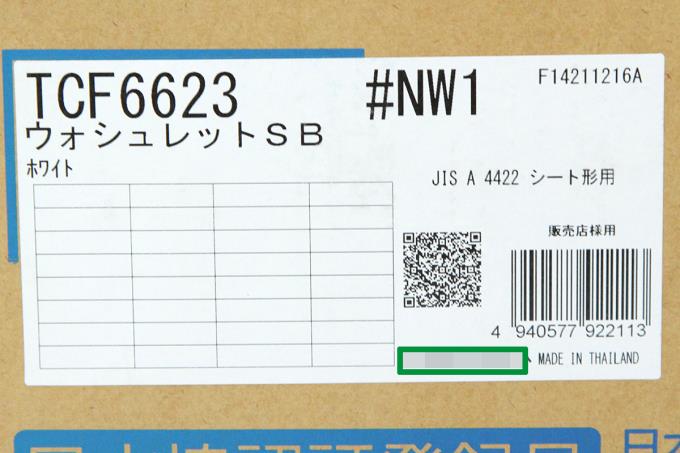 TCF6623 #NW1 F14211216A
ウォシュレットSB
ホワイト
JIS A 4422 シート形用
販売店様用
4 940577 922113
MADE IN THAILAND